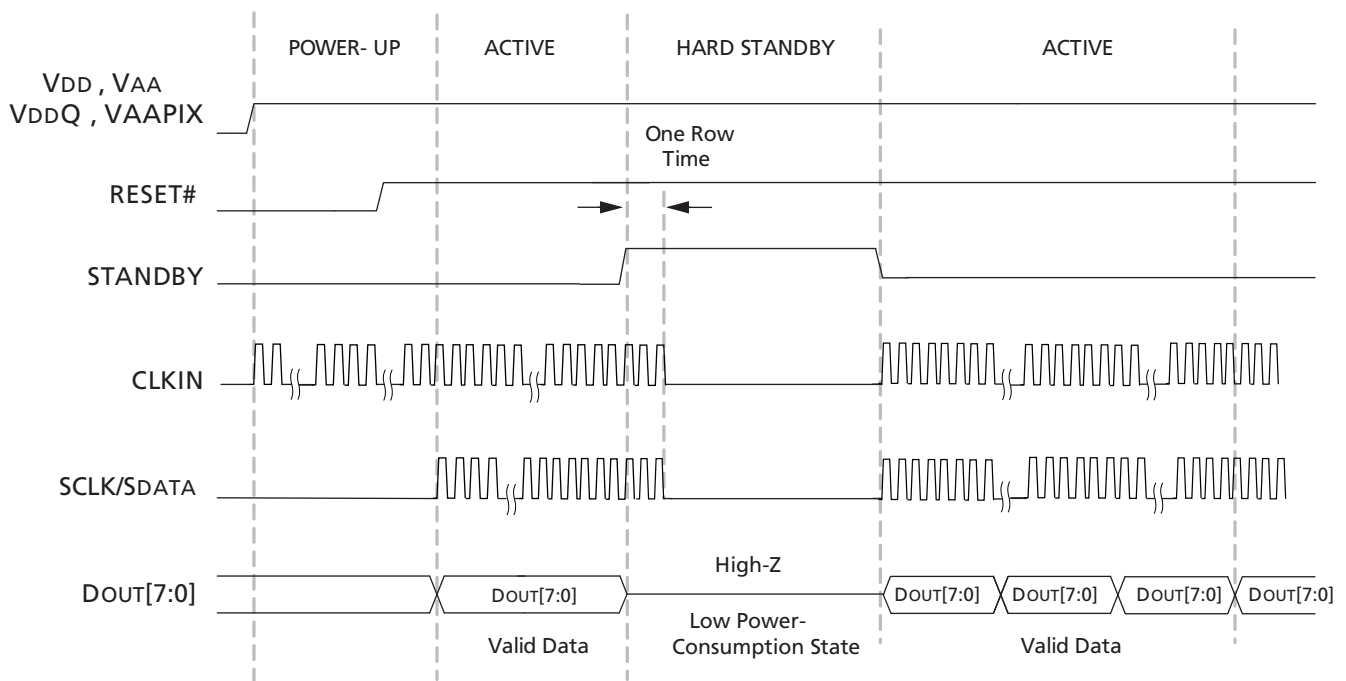 POWER- UP
ACTIVE
HARD STANDBY
ACTIVE
VDD , VAA
VDDQ , VAAPIX
One Row
Time
RESET#
STANDBY
CLKIN
SCLK/SDATA
High-Z
DOUT[7:0]
DOUT[7:0]
DOUT[7:0]
DOUT[7:0]
DOUT[7:0]
DOUT[7:0]
Low Power-
Consumption State
Valid Data
Valid Data